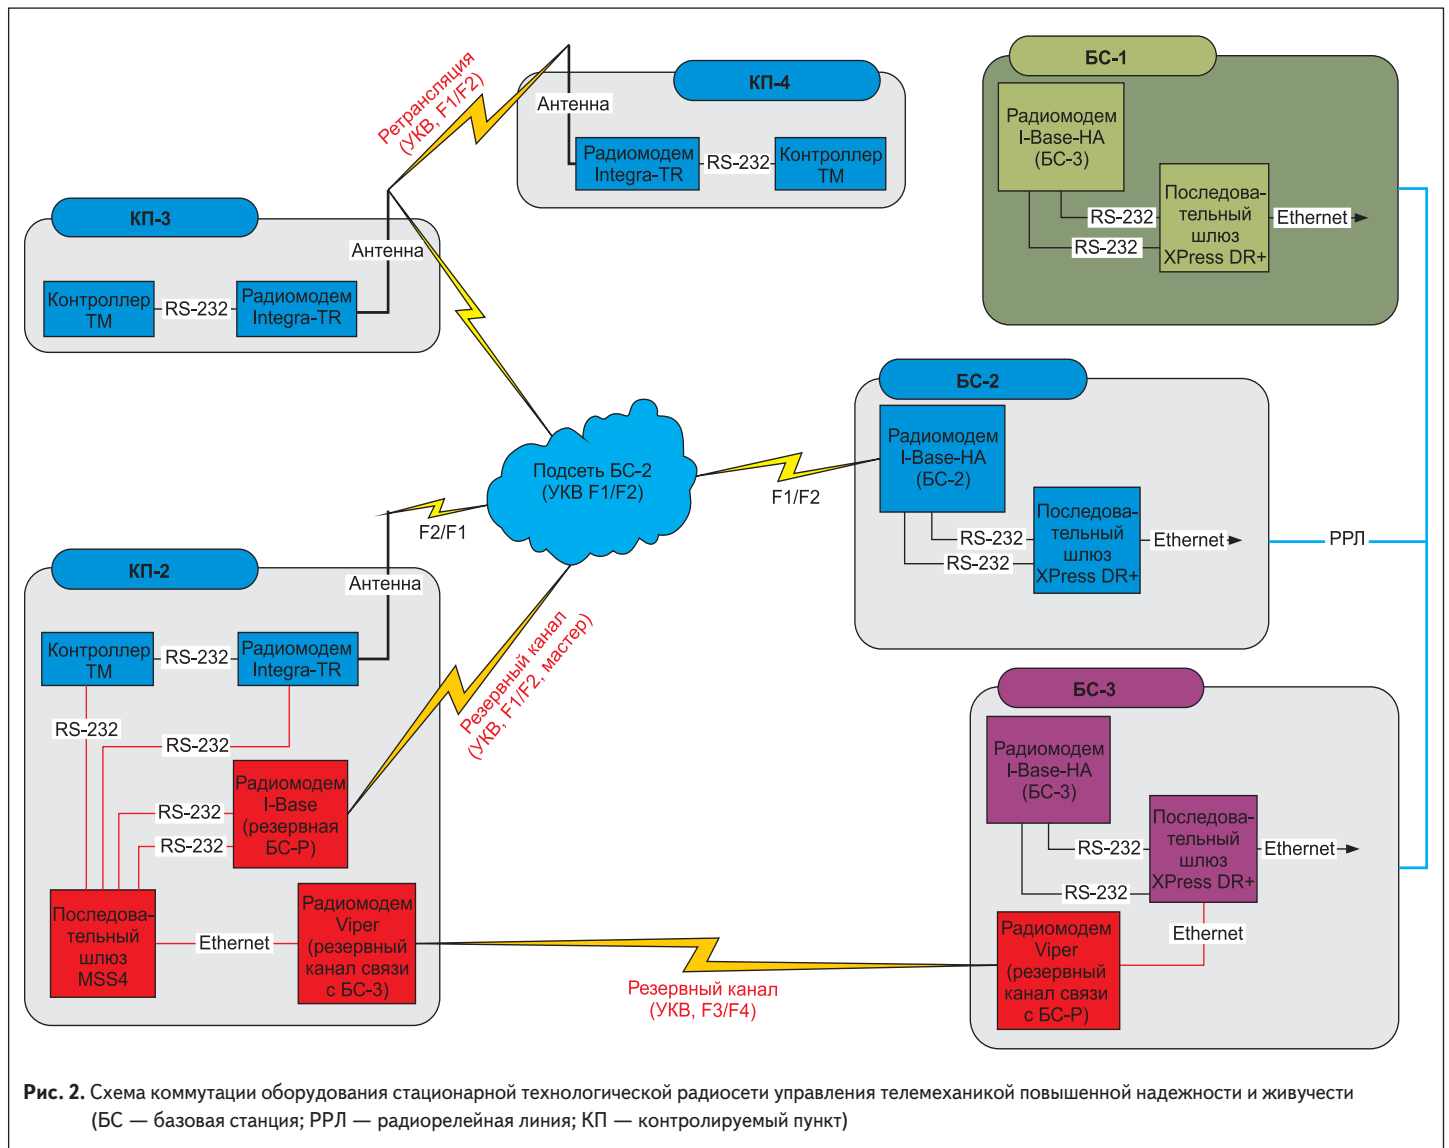 Ретрансляция
(УКВ, F1/F2)
КП-4
Антенна
Радиомодем
Integra-TR
RS-232
Контроллер
ТМ
БС-1
Радиомодем
I-Base-HA
(БС-3)
RS-232
RS-232
Последова-
тельный
шлюз
XPress DR+
Ethernet
КП-3
Антенна
Контроллер
ТМ
RS-232
Радиомодем
Integra-TR
Подсеть БС-2
(УКВ F1/F2)
F1/F2
F2/F1
БС-2
Радиомодем
I-Base-HA
(БС-2)
RS-232
RS-232
Последова-
тельный
шлюз
XPress DR+
Ethernet
РРЛ
КП-2
Антенна
Контроллер
ТМ
RS-232
Радиомодем
Integra-TR
RS-232
RS-232
Резервный канал
(УКВ, F1/F2, мастер)
RS-232
RS-232
Радиомодем
I-Base
(резервная
БС-Р)
Последова-
тельный
шлюз
MSS4
Ethernet
Радиомодем
Viper
(резервный
канал связи
с БС-3)
Резервный канал
(УКВ, F3/F4)
БС-3
Радиомодем
I-Base-HA
(БС-3)
RS-232
RS-232
Последова-
тельный
шлюз
XPress DR+
Ethernet
Ethernet
Радиомодем
Viper
(резервный
канал связи
с БС-Р)
Рис. 2. Схема коммутации оборудования стационарной технологической радиосети управления телемеханикой повышенной надежности и живучести
(БС — базовая станция; РРЛ — радиорелейная линия; КП — контролируемый пункт)